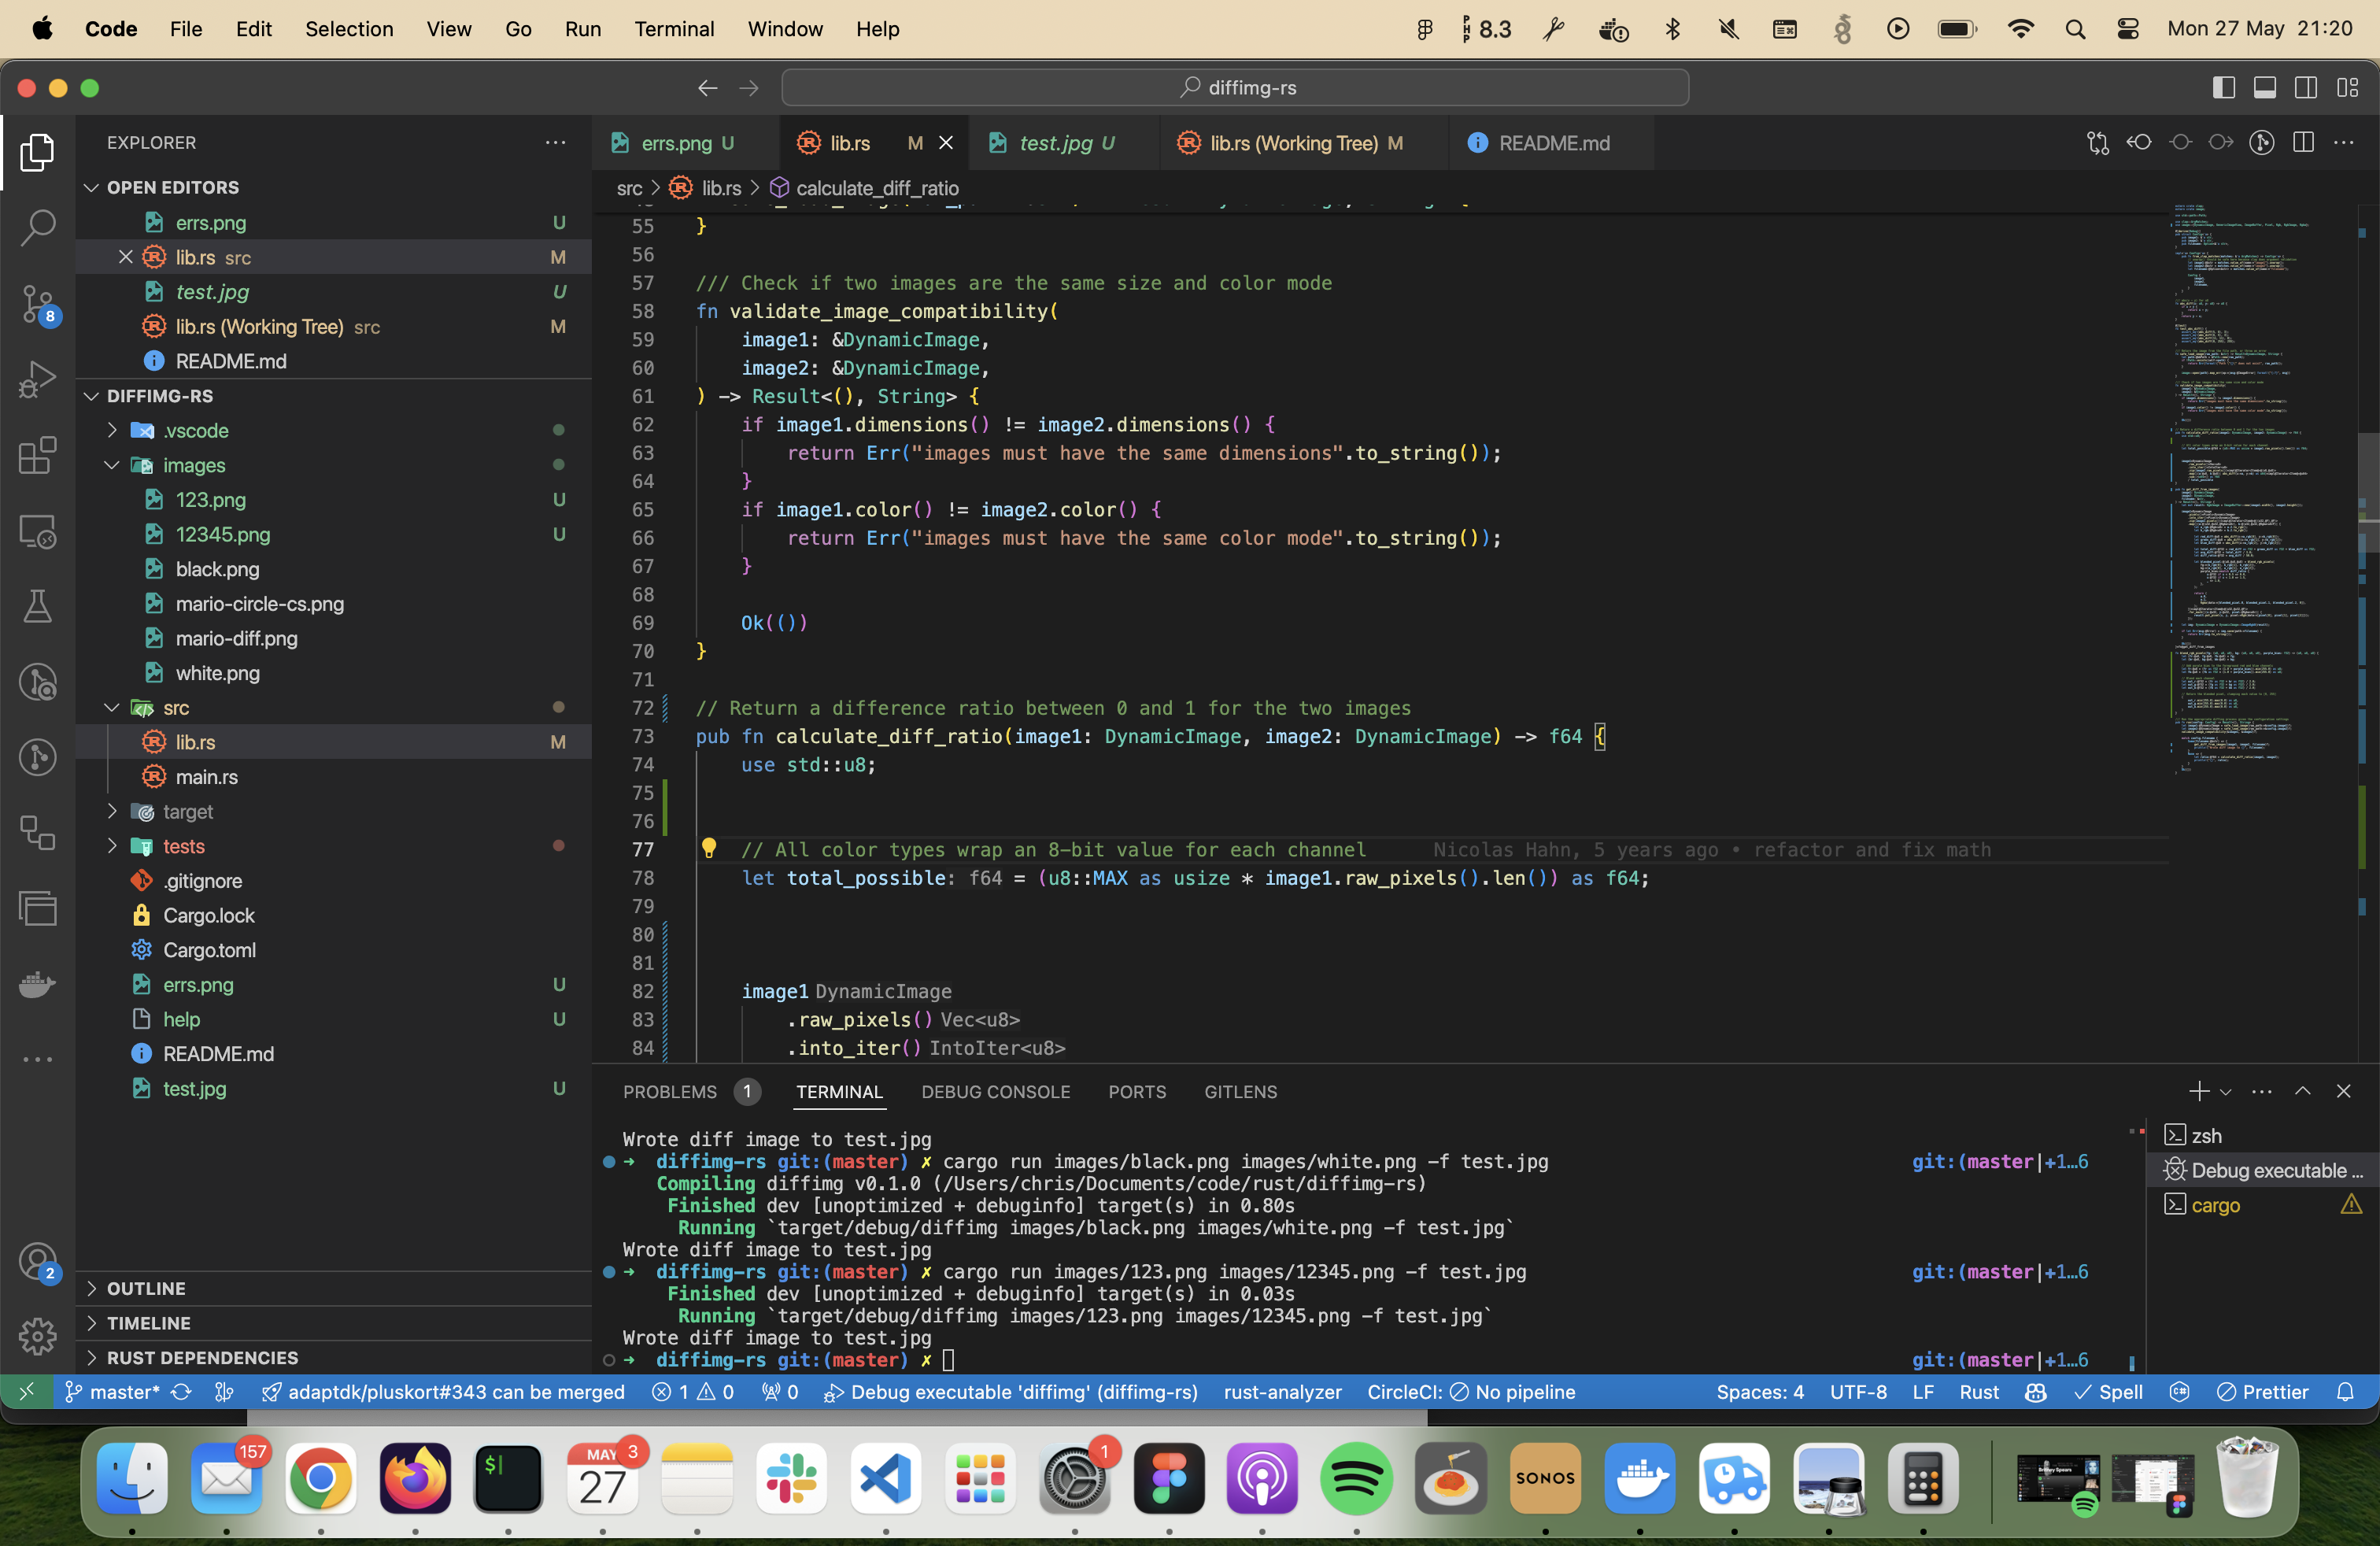 Code File Edit Selection View Go Run Terminal Window Help PHP 8.3 Mon 27 May 21:20
diffimg-rs
EXPLORER
OPEN EDITORS
errs.png U
lib.rs src M
test.jpg U
lib.rs (Working Tree) src M
README.md
DIFFIMG-RS
.vscode
images
123.png U
12345.png U
black.png
mario-circle-cs.png
mario-diff.png
white.png
src
lib.rs M
main.rs
target
tests
.gitignore
Cargo.lock
Cargo.toml
errs.png U
help U
README.md
test.jpg U
OUTLINE
TIMELINE
RUST DEPENDENCIES
8
2
errs.png U lib.rs M test.jpg U lib.rs (Working Tree) M README.md
src > lib.rs > calculate_diff_ratio
55 }
56
57 /// Check if two images are the same size and color mode
58 fn validate_image_compatibility(
59 image1: &DynamicImage,
60 image2: &DynamicImage,
61 ) -> Result<(), String> {
62 if image1.dimensions() != image2.dimensions() {
63 return Err("images must have the same dimensions".to_string());
64 }
65 if image1.color() != image2.color() {
66 return Err("images must have the same color mode".to_string());
67 }
68
69 Ok(())
70 }
71
72 // Return a difference ratio between 0 and 1 for the two images
73 pub fn calculate_diff_ratio(image1: DynamicImage, image2: DynamicImage) -> f64 {
74 use std::u8;
75
76
77 // All color types wrap an 8-bit value for each channel Nicolas Hahn, 5 years ago • refactor and fix math
78 let total_possible: f64 = (u8::MAX as usize * image1.raw_pixels().len()) as f64;
79
80
81
82 image1 DynamicImage
83 .raw_pixels() Vec<u8>
84 .into_iter() IntoIter<u8>
PROBLEMS 1 TERMINAL DEBUG CONSOLE PORTS GITLENS
Wrote diff image to test.jpg
➜ diffimg-rs git:(master) ✗ cargo run images/black.png images/white.png -f test.jpg git:(master|+1…6
Compiling diffimg v0.1.0 (/Users/chris/Documents/code/rust/diffimg-rs)
Finished dev [unoptimized + debuginfo] target(s) in 0.80s
Running `target/debug/diffimg images/black.png images/white.png -f test.jpg`
Wrote diff image to test.jpg
➜ diffimg-rs git:(master) ✗ cargo run images/123.png images/12345.png -f test.jpg git:(master|+1…6
Finished dev [unoptimized + debuginfo] target(s) in 0.03s
Running `target/debug/diffimg images/123.png images/12345.png -f test.jpg`
Wrote diff image to test.jpg
➜ diffimg-rs git:(master) ✗ git:(master|+1…6
zsh
Debug executable ...
cargo
master* adaptdk/pluskort#343 can be merged 1 0 0 Debug executable 'diffimg' (diffimg-rs) rust-analyzer CircleCI: No pipeline Spaces: 4 UTF-8 LF Rust Spell Prettier
157
$
MAY 3
27
1
SONOS